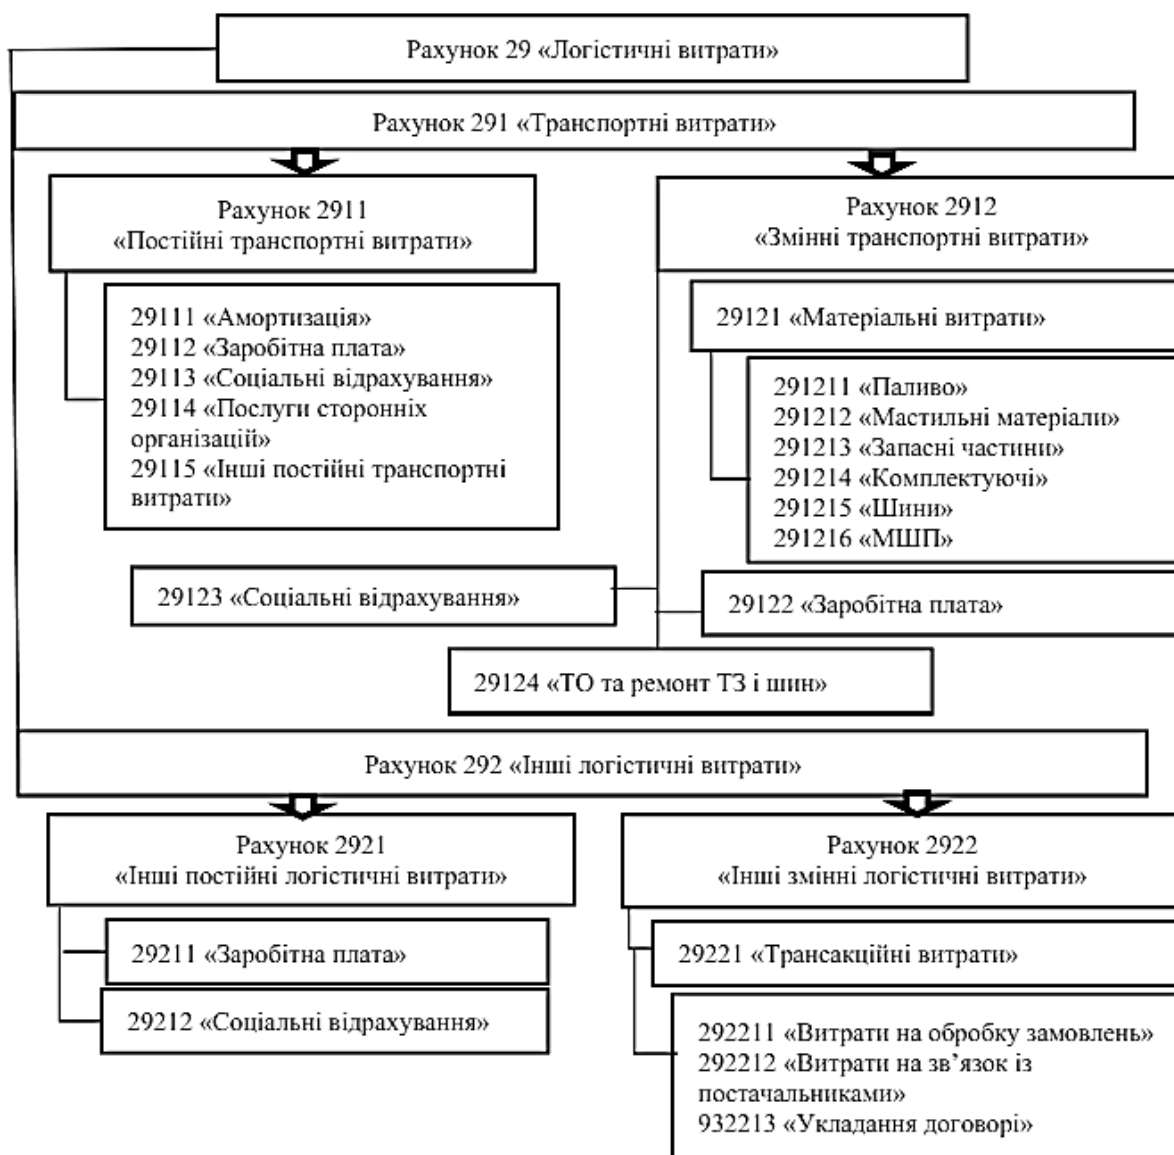 Рахунок 29 «Логістичні витрати»
Рахунок 291 «Транспортні витрати»
Рахунок 2911
«Постійні транспортні витрати»
29111 «Амортизація»
29112 «Заробітна плата»
29113 «Соціальні відрахування»
29114 «Послуги сторонніх
організацій»
29115 «Інші постійні транспортні
витрати»
Рахунок 2912
«Змінні транспортні витрати»
29121 «Матеріальні витрати»
291211 «Паливо»
291212 «Мастильні матеріали»
291213 «Запасні частини»
291214 «Комплектуючі»
291215 «Шини»
291216 «МШП»
29123 «Соціальні відрахування»
29122 «Заробітна плата»
29124 «ТО та ремонт ТЗ і шин»
Рахунок 292 «Інші логістичні витрати»
Рахунок 2921
«Інші постійні логістичні витрати»
29211 «Заробітна плата»
29212 «Соціальні відрахування»
Рахунок 2922
«Інші змінні логістичні витрати»
29221 «Трансакційні витрати»
292211 «Витрати на обробку замовлень»
292212 «Витрати на зв’язок із
постачальниками»
932213 «Укладання договорі»